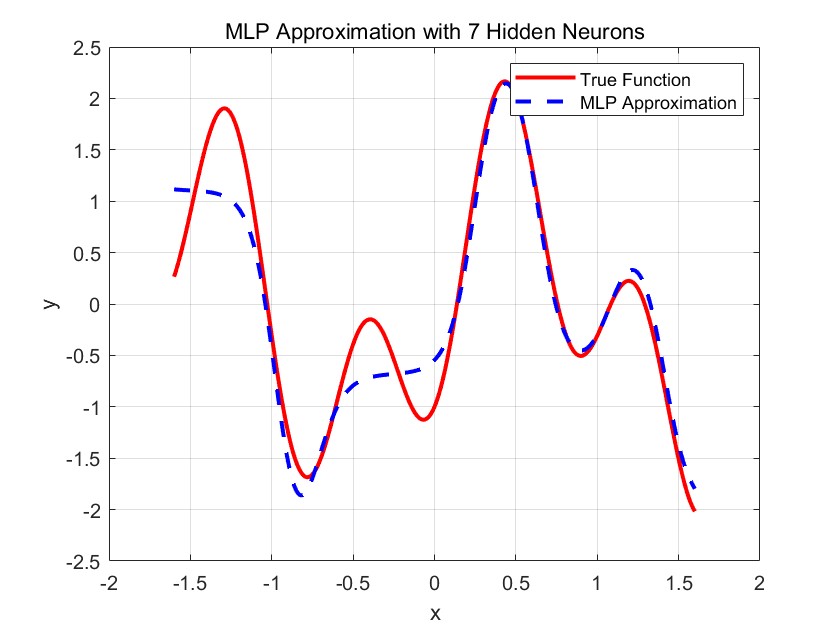 MLP Approximation with 7 Hidden Neurons
True Function
MLP Approximation
2.5
2
1.5
1
0.5
0
-0.5
-1
-1.5
-2
-2.5
y
-2 -1.5 -1 -0.5 0 0.5 1 1.5 2
x